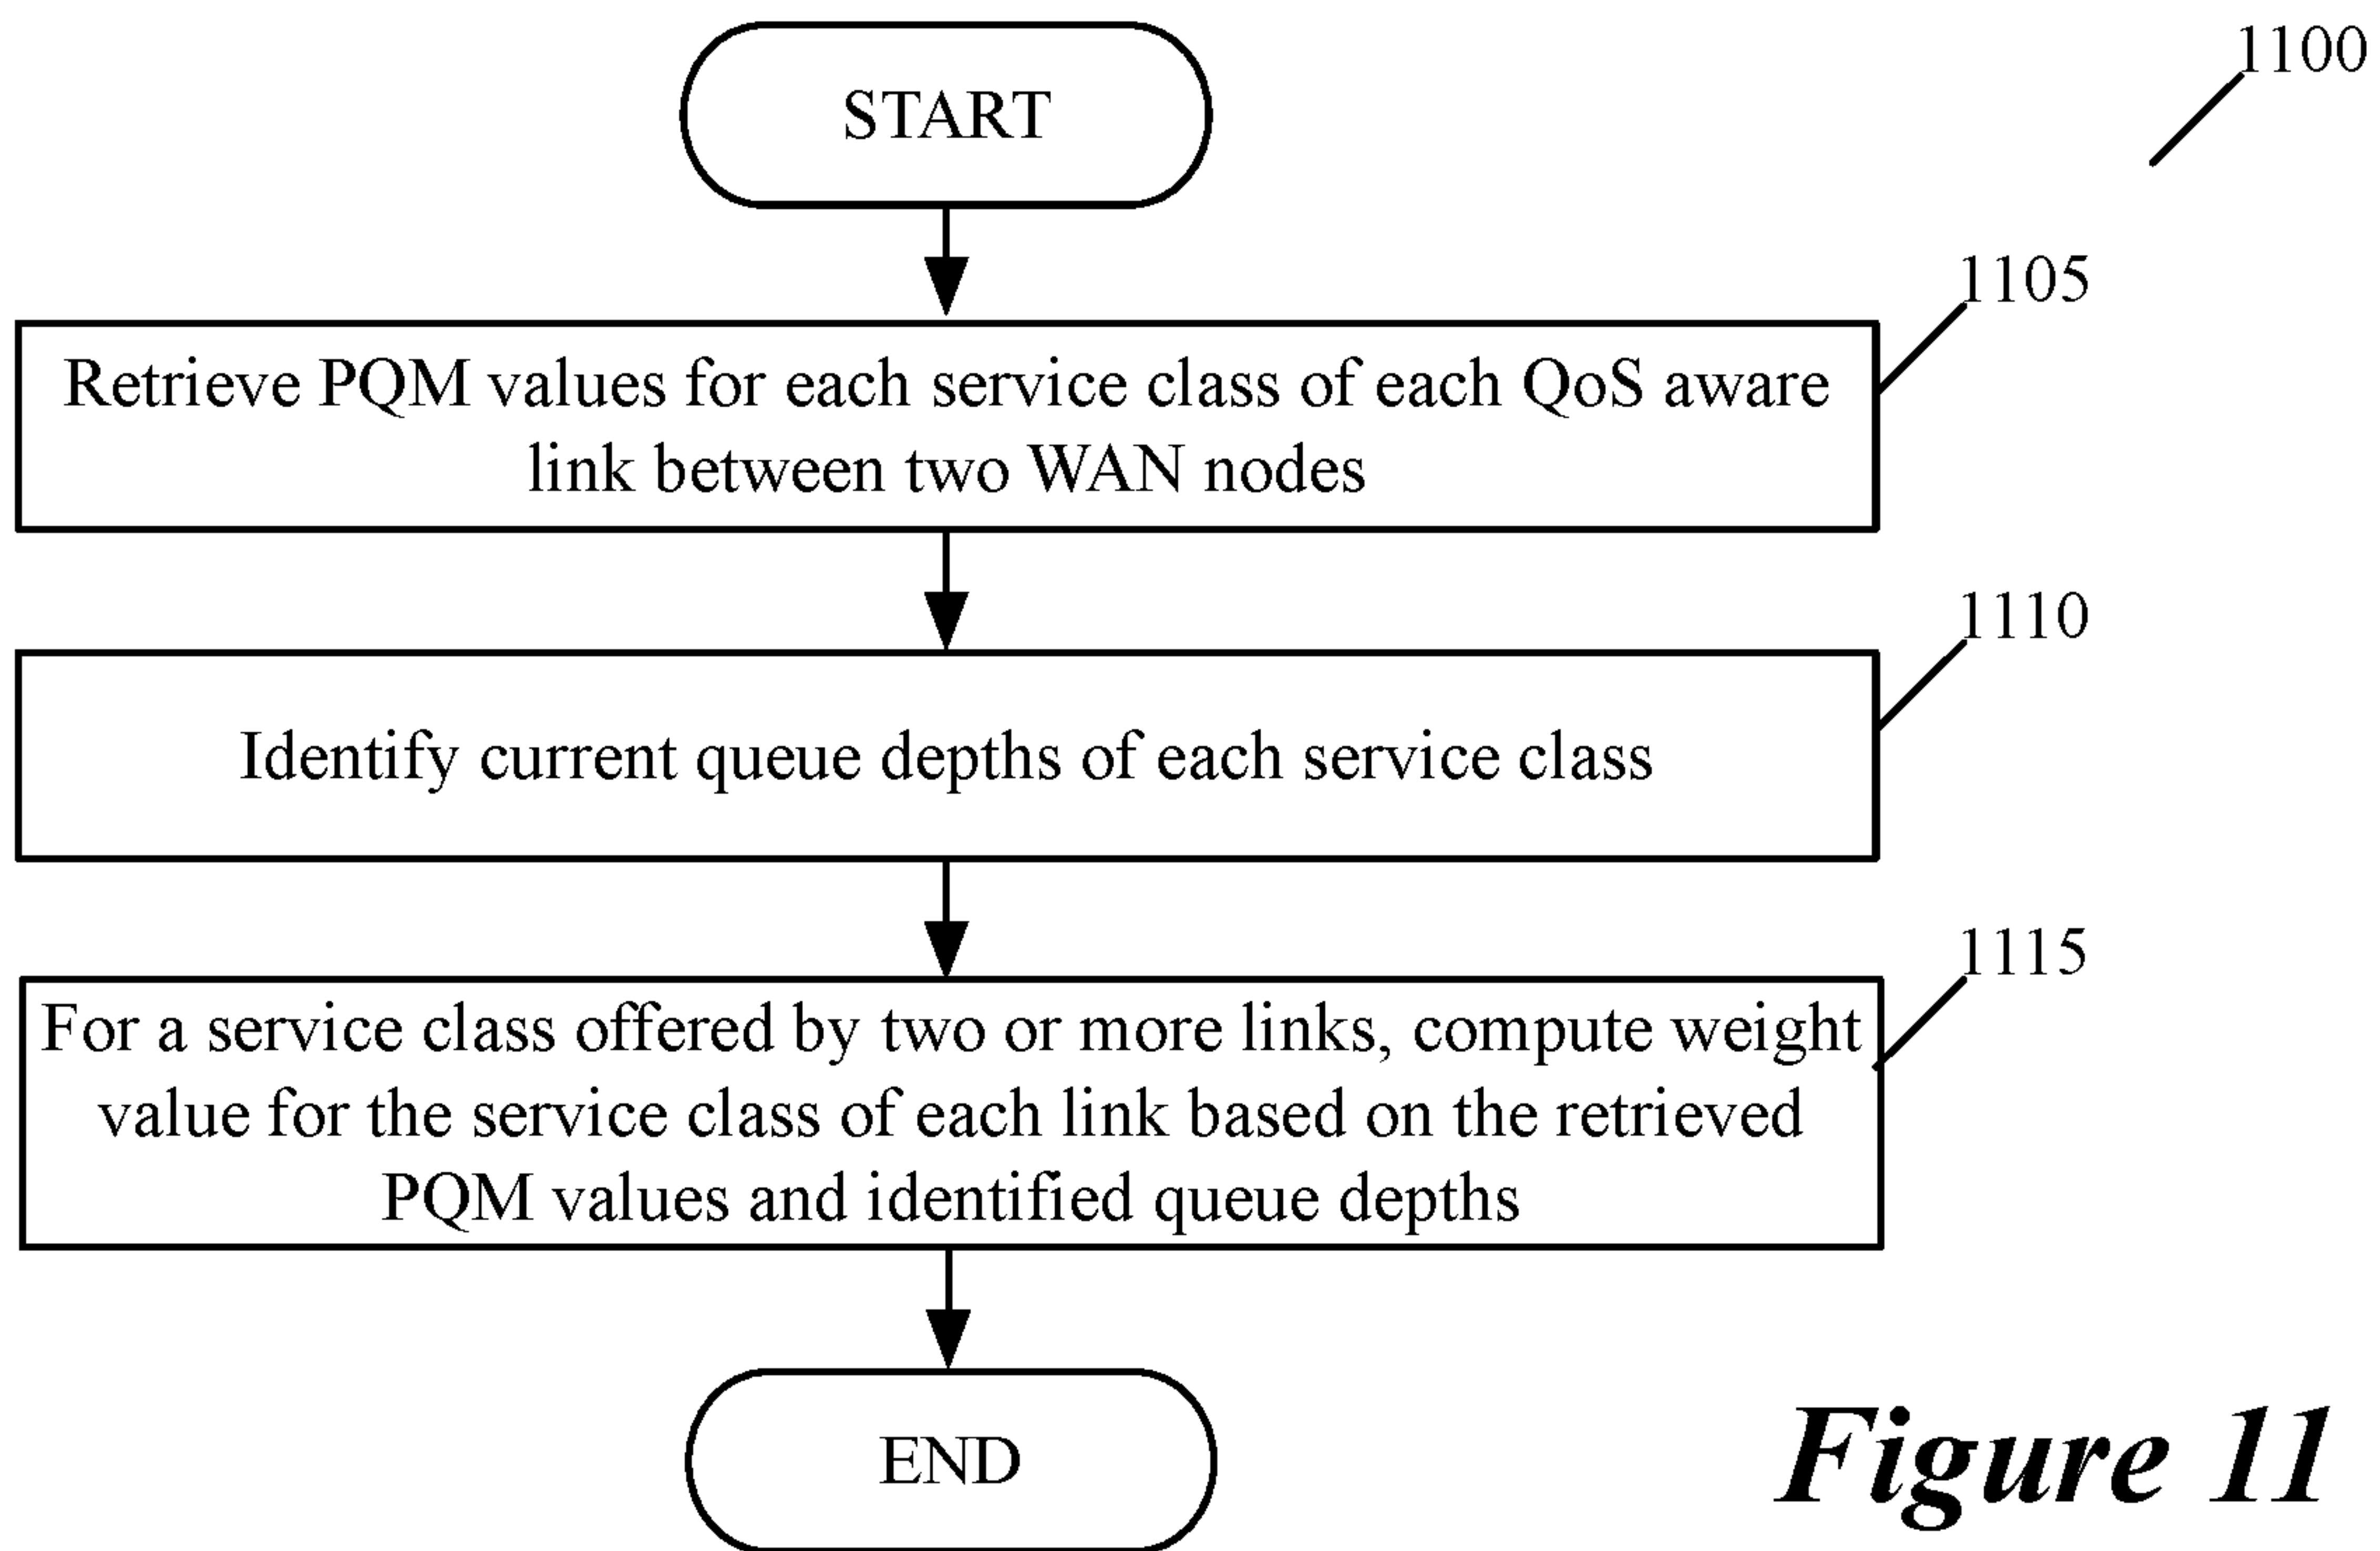 START
1100
1105
Retrieve PQM values for each service class of each QoS aware
link between two WAN nodes
1110
Identify current queue depths of each service class
1115
For a service class offered by two or more links, compute weight
value for the service class of each link based on the retrieved
PQM values and identified queue depths
END
Figure 11